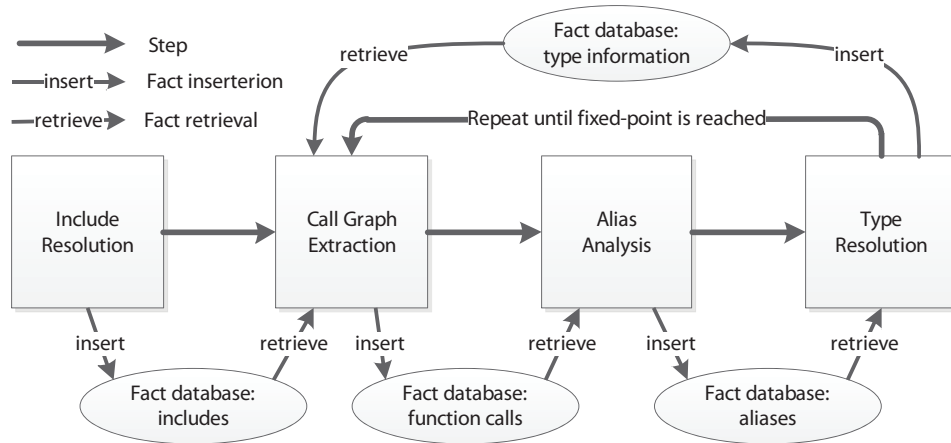 Step
insert
Fact inserterion
retrieve
Fact retrieval
retrieve
Fact database:
type information
insert
Repeat until fixed-point is reached
Include
Resolution
Call Graph
Extraction
Alias
Analysis
Type
Resolution
insert
retrieve
insert
retrieve
insert
retrieve
Fact database:
includes
Fact database:
function calls
Fact database:
aliases